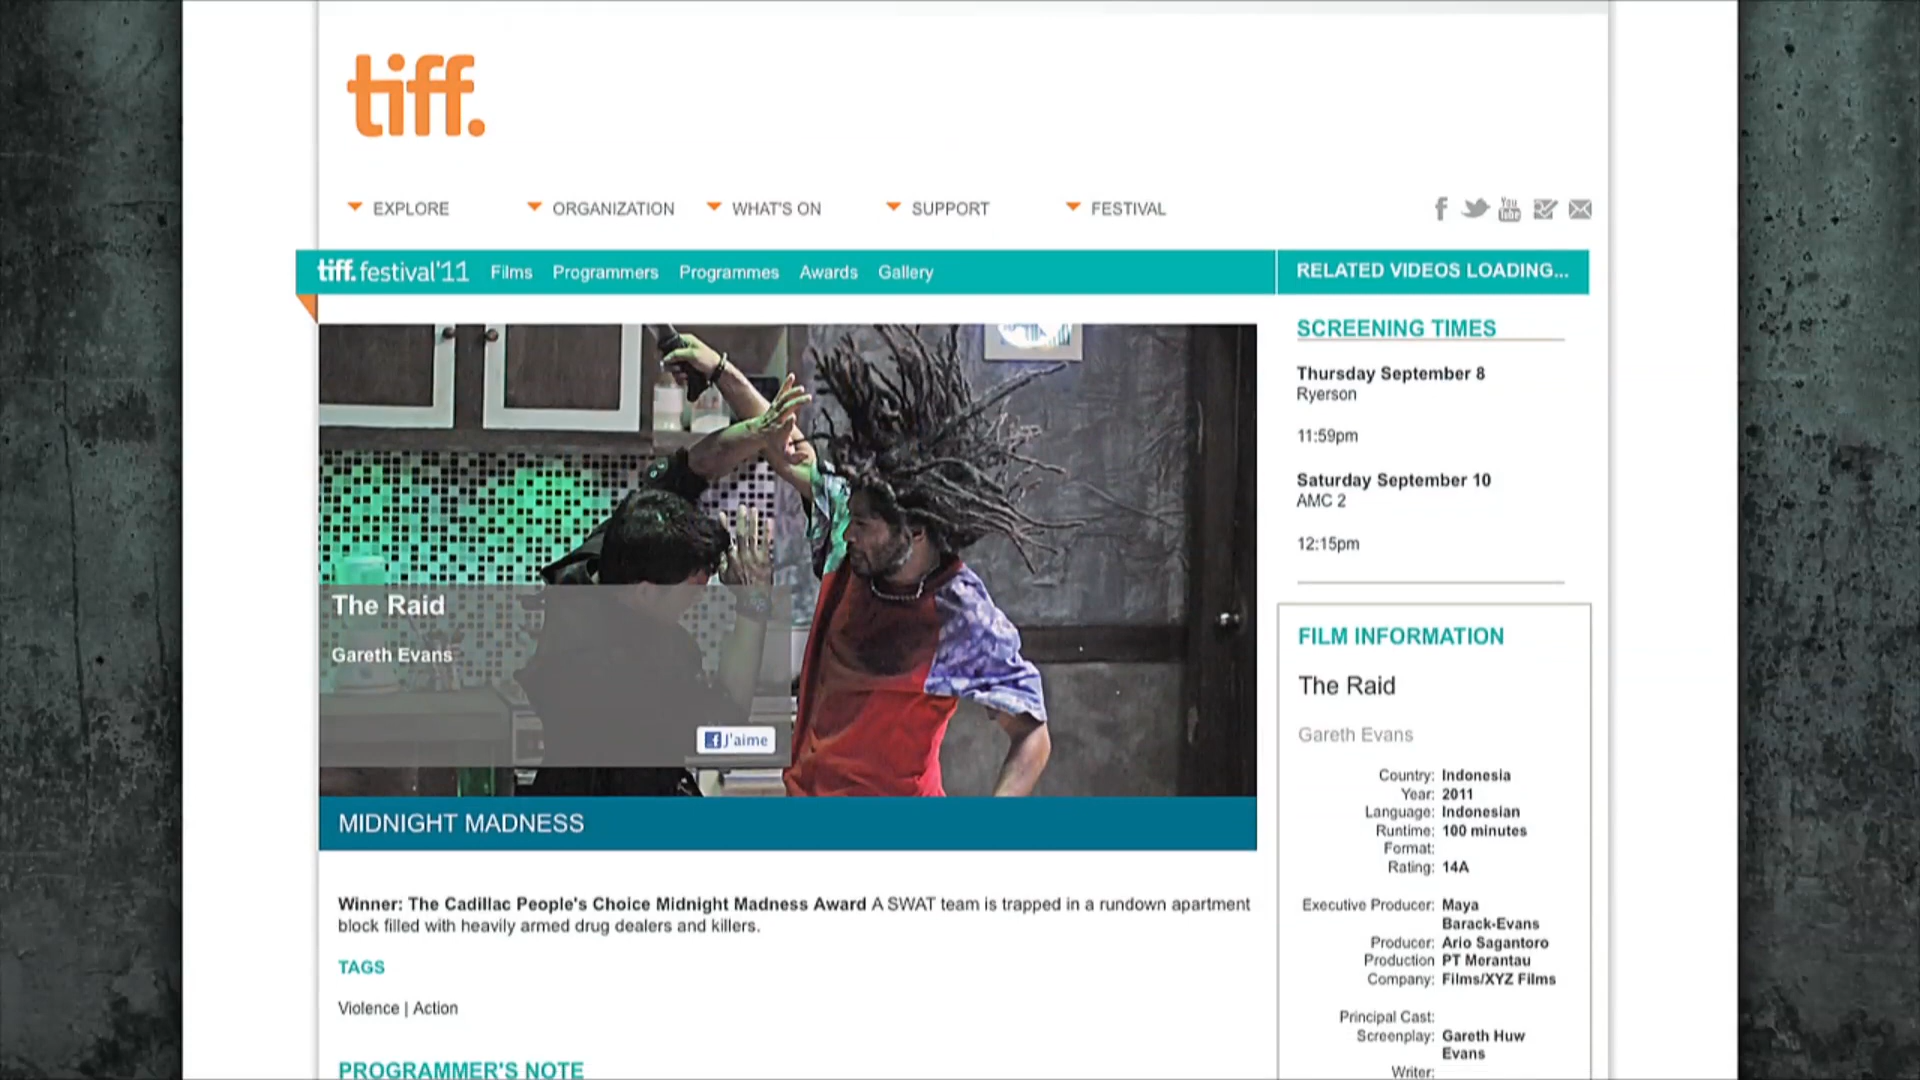 tiff.
EXPLORE
ORGANIZATION
WHAT'S ON
SUPPORT
FESTIVAL
You
Tube
tiff. festival'11
Films
Programmers
Programmes
Awards
Gallery
RELATED VIDEOS LOADING...
The Raid
Gareth Evans
J'aime
MIDNIGHT MADNESS
Winner: The Cadillac People's Choice Midnight Madness Award A SWAT team is trapped in a rundown apartment
block filled with heavily armed drug dealers and killers.
TAGS
Violence | Action
PROGRAMMER'S NOTE
SCREENING TIMES
Thursday September 8
Ryerson
11:59pm
Saturday September 10
AMC 2
12:15pm
FILM INFORMATION
The Raid
Gareth Evans
Country: Indonesia
Year: 2011
Language: Indonesian
Runtime: 100 minutes
Format:
Rating: 14A
Executive Producer: Maya
Barack-Evans
Producer: Ario Sagantoro
Production PT Merantau
Company: Films/XYZ Films
Principal Cast:
Screenplay: Gareth Huw
Evans
Writer: